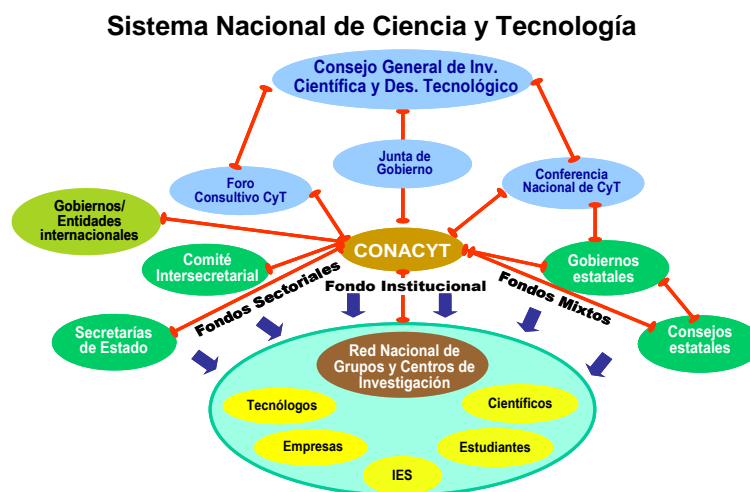 Sistema Nacional de Ciencia y Tecnología
Consejo General de Inv.
Científica y Des. Tecnológico
Junta de
Gobierno
Foro
Consultivo CyT
Conferencia
Nacional de CyT
Gobiernos/
Entidades
internacionales
CONACYT
Comité
Intersecretarial
Gobiernos
estatales
Fondos Sectoriales
Fondo Institucional
Fondos Mixtos
Secretarías
de Estado
Consejos
estatales
Red Nacional de
Grupos y Centros de
Investigación
Tecnólogos
Científicos
Empresas
Estudiantes
IES